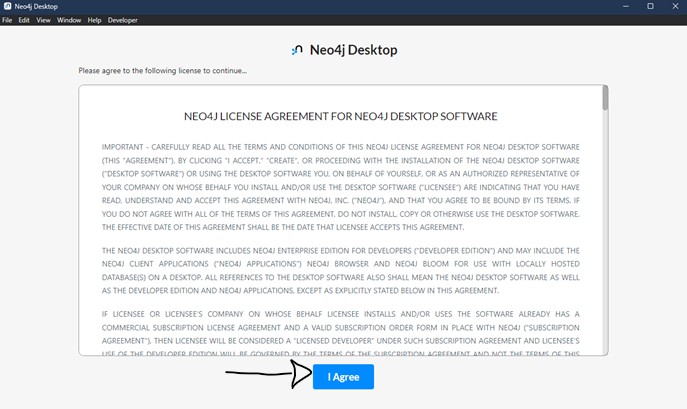 Neo4j Desktop
File Edit View Window Help Developer
Neo4j Desktop
Please agree to the following license to continue...
NEO4J LICENSE AGREEMENT FOR NEO4J DESKTOP SOFTWARE
IMPORTANT - CAREFULLY READ ALL THE TERMS AND CONDITIONS OF THIS NEO4J LICENSE AGREEMENT FOR NEO4J DESKTOP SOFTWARE
(THIS "AGREEMENT"). BY CLICKING "I ACCEPT," "CREATE", OR PROCEEDING WITH THE INSTALLATION OF THE NEO4J DESKTOP SOFTWARE
("DESKTOP SOFTWARE") OR USING THE DESKTOP SOFTWARE YOU, ON BEHALF OF YOURSELF, OR AS AN AUTHORIZED REPRESENTATIVE OF
YOUR COMPANY ON WHOSE BEHALF YOU INSTALL AND/OR USE THE DESKTOP SOFTWARE ("LICENSEE") ARE INDICATING THAT YOU HAVE
READ, UNDERSTAND AND ACCEPT THIS AGREEMENT WITH NEO4J, INC. ("NEO4J"), AND THAT YOU AGREE TO BE BOUND BY ITS TERMS. IF
YOU DO NOT AGREE WITH ALL OF THE TERMS OF THIS AGREEMENT, DO NOT INSTALL, COPY OR OTHERWISE USE THE DESKTOP SOFTWARE.
THE EFFECTIVE DATE OF THIS AGREEMENT SHALL BE THE DATE THAT LICENSEE ACCEPTS THIS AGREEMENT.
THE NEO4J DESKTOP SOFTWARE INCLUDES NEO4J ENTERPRISE EDITION FOR DEVELOPERS ("DEVELOPER EDITION") AND MAY INCLUDE THE
NEO4J CLIENT APPLICATIONS ("NEO4J APPLICATIONS") NEO4J BROWSER AND NEO4J BLOOM FOR USE WITH LOCALLY HOSTED
DATABASE(S) ON A DESKTOP. ALL REFERENCES TO THE DESKTOP SOFTWARE ALSO SHALL MEAN THE NEO4J DESKTOP SOFTWARE AS WELL
AS THE DEVELOPER EDITION AND NEO4J APPLICATIONS, EXCEPT AS EXPLICITLY STATED BELOW IN THIS AGREEMENT.
IF LICENSEE OR LICENSEE'S COMPANY ON WHOSE BEHALF LICENSEE INSTALLS AND/OR USES THE SOFTWARE ALREADY HAS A
COMMERCIAL SUBSCRIPTION LICENSE AGREEMENT AND A VALID SUBSCRIPTION ORDER FORM IN PLACE WITH NEO4J ("SUBSCRIPTION
AGREEMENT"), THEN LICENSEE WILL BE CONSIDERED A "LICENSED DEVELOPER" UNDER SUCH SUBSCRIPTION AGREEMENT AND LICENSEE'S
USE OF THE DEVELOPER EDITION WILL BE GOVERNED BY THE TERMS OF THE SUBSCRIPTION AGREEMENT AND NOT THE TERMS OF THIS
I Agree